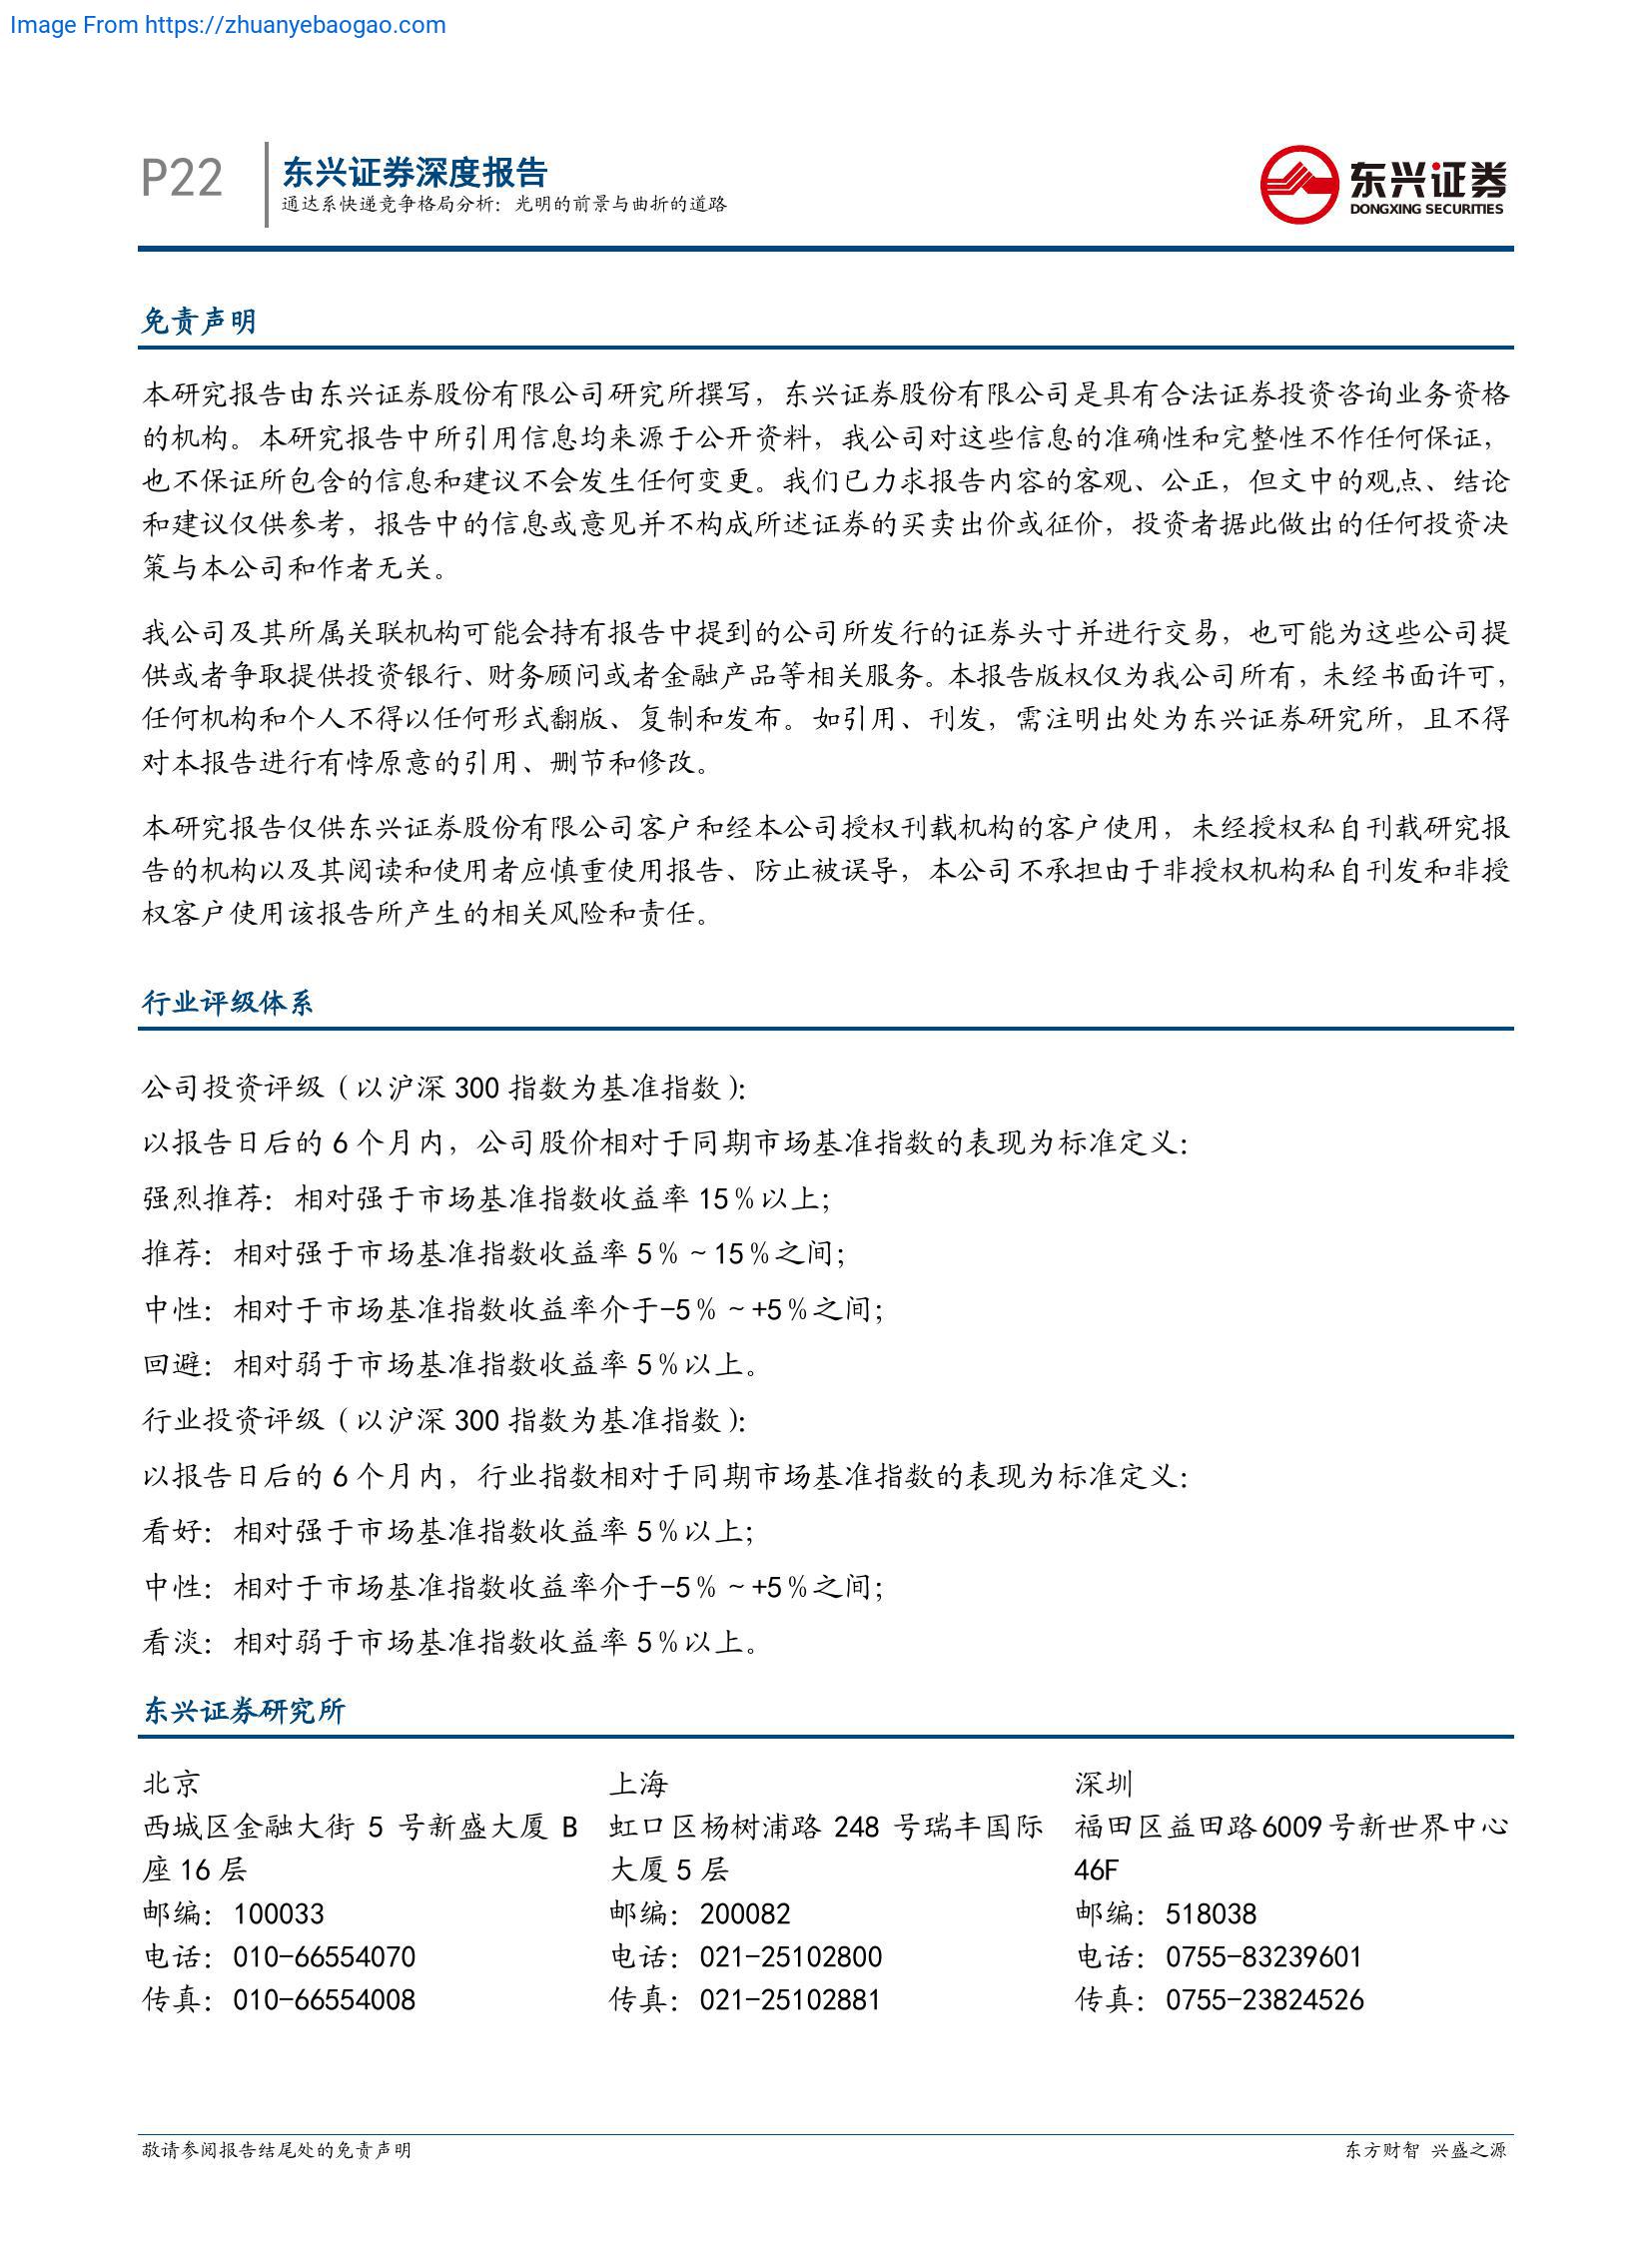 Image From https://zhuanyebaogao.com
P22
东兴证券深度报告
通达系快递竞争格局分析：光明的前景与曲折的道路
东兴证券
DONGXING SECURITIES
免责声明
本研究报告由东兴证券股份有限公司研究所撰写，东兴证券股份有限公司是具有合法证券投资咨询业务资格
的机构。本研究报告中所引用信息均来源于公开资料，我公司对这些信息的准确性和完整性不作任何保证，
也不保证所包含的信息和建议不会发生任何变更。我们已力求报告内容的客观、公正，但文中的观点、结论
和建议仅供参考，报告中的信息或意见并不构成所述证券的买卖出价或征价，投资者据此做出的任何投资决
策与本公司和作者无关。
我公司及其所属关联机构可能会持有报告中提到的公司所发行的证券头寸并进行交易，也可能为这些公司提
供或者争取提供投资银行、财务顾问或者金融产品等相关服务。本报告版权仅为我公司所有，未经书面许可，
任何机构和个人不得以任何形式翻版、复制和发布。如引用、刊发，需注明出处为东兴证券研究所，且不得
对本报告进行有悖原意的引用、删节和修改。
本研究报告仅供东兴证券股份有限公司客户和经本公司授权刊载机构的客户使用，未经授权私自刊载研究报
告的机构以及其阅读和使用者应慎重使用报告、防止被误导，本公司不承担由于非授权机构私自刊发和非授
权客户使用该报告所产生的相关风险和责任。
行业评级体系
公司投资评级（以沪深 300 指数为基准指数）：
以报告日后的 6 个月内，公司股价相对于同期市场基准指数的表现为标准定义：
强烈推荐：相对强于市场基准指数收益率 15％以上；
推荐：相对强于市场基准指数收益率 5％～15％之间；
中性：相对于市场基准指数收益率介于-5％～+5％之间；
回避：相对弱于市场基准指数收益率 5％以上。
行业投资评级（以沪深 300 指数为基准指数）：
以报告日后的 6 个月内，行业指数相对于同期市场基准指数的表现为标准定义：
看好：相对强于市场基准指数收益率 5％以上；
中性：相对于市场基准指数收益率介于-5％～+5％之间；
看淡：相对弱于市场基准指数收益率 5％以上。
东兴证券研究所
北京
西城区金融大街 5 号新盛大厦 B
座 16 层
邮编：100033
电话：010-66554070
传真：010-66554008
上海
虹口区杨树浦路 248 号瑞丰国际
大厦 5 层
邮编：200082
电话：021-25102800
传真：021-25102881
深圳
福田区益田路6009号新世界中心
46F
邮编：518038
电话：0755-83239601
传真：0755-23824526
敬请参阅报告结尾处的免责声明
东方财智 兴盛之源